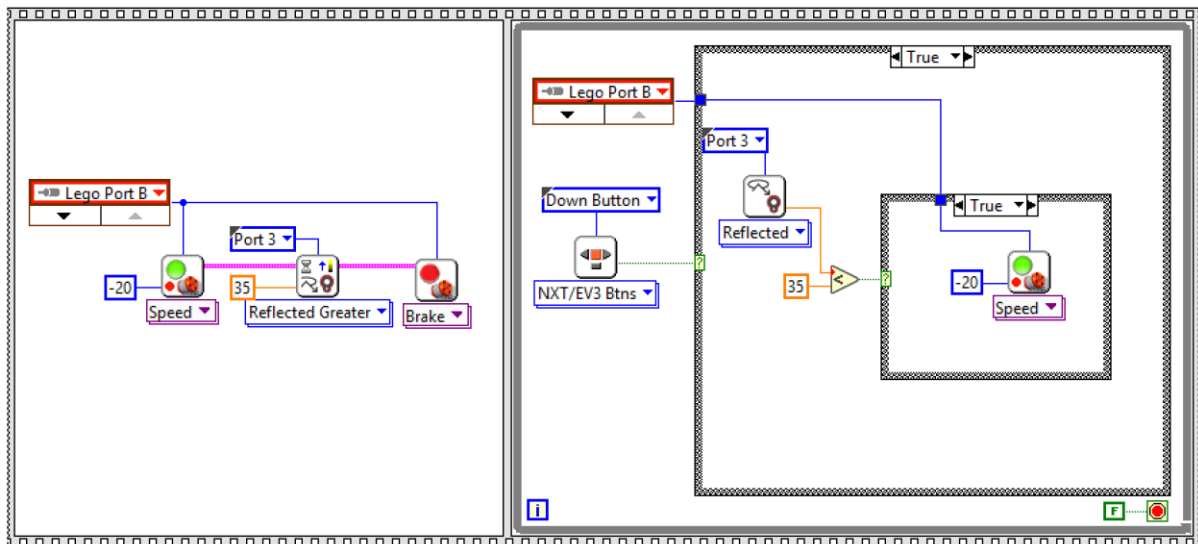 Lego Port B
Port 3
-20
35
Speed
Reflected Greater
Brake
True
Lego Port B
Port 3
Down Button
True
Reflected
?
?
NXT/EV3 Btns
35
<
-20
Speed
i
F